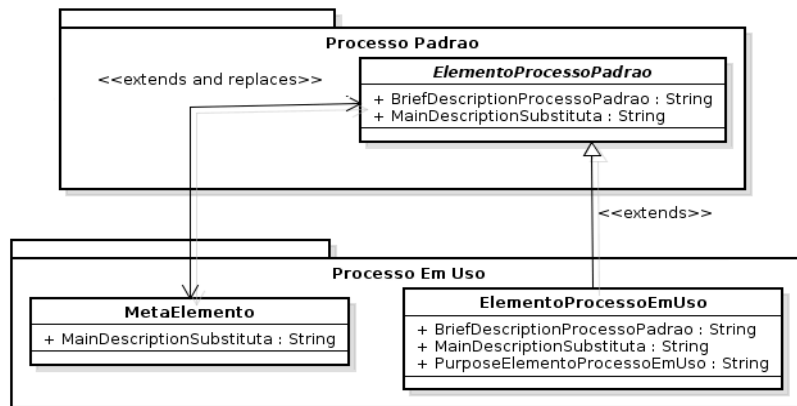 Processo Padrao
<<extends and replaces>>
ElementoProcessoPadrao
+ BriefDescriptionProcessoPadrao : String
+ MainDescriptionSubstituta : String
<<extends>>
Processo Em Uso
MetaElemento
+ MainDescriptionSubstituta : String
ElementoProcessoEmUso
+ BriefDescriptionProcessoPadrao : String
+ MainDescriptionSubstituta : String
+ PurposeElementoProcessoEmUso : String